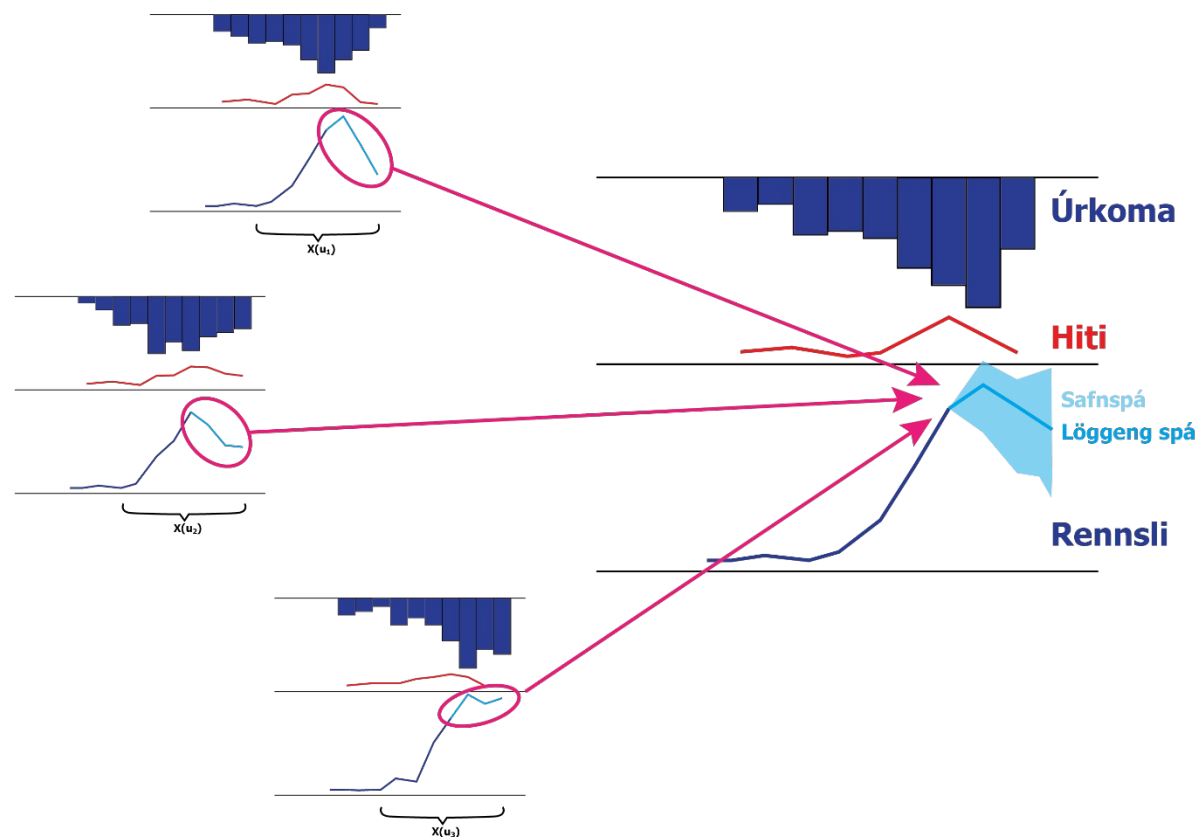 X(u₁)
Úrkoma
Hiti
Safnspá
Löggeng spá
X(u₂)
Rennsli
X(u₃)